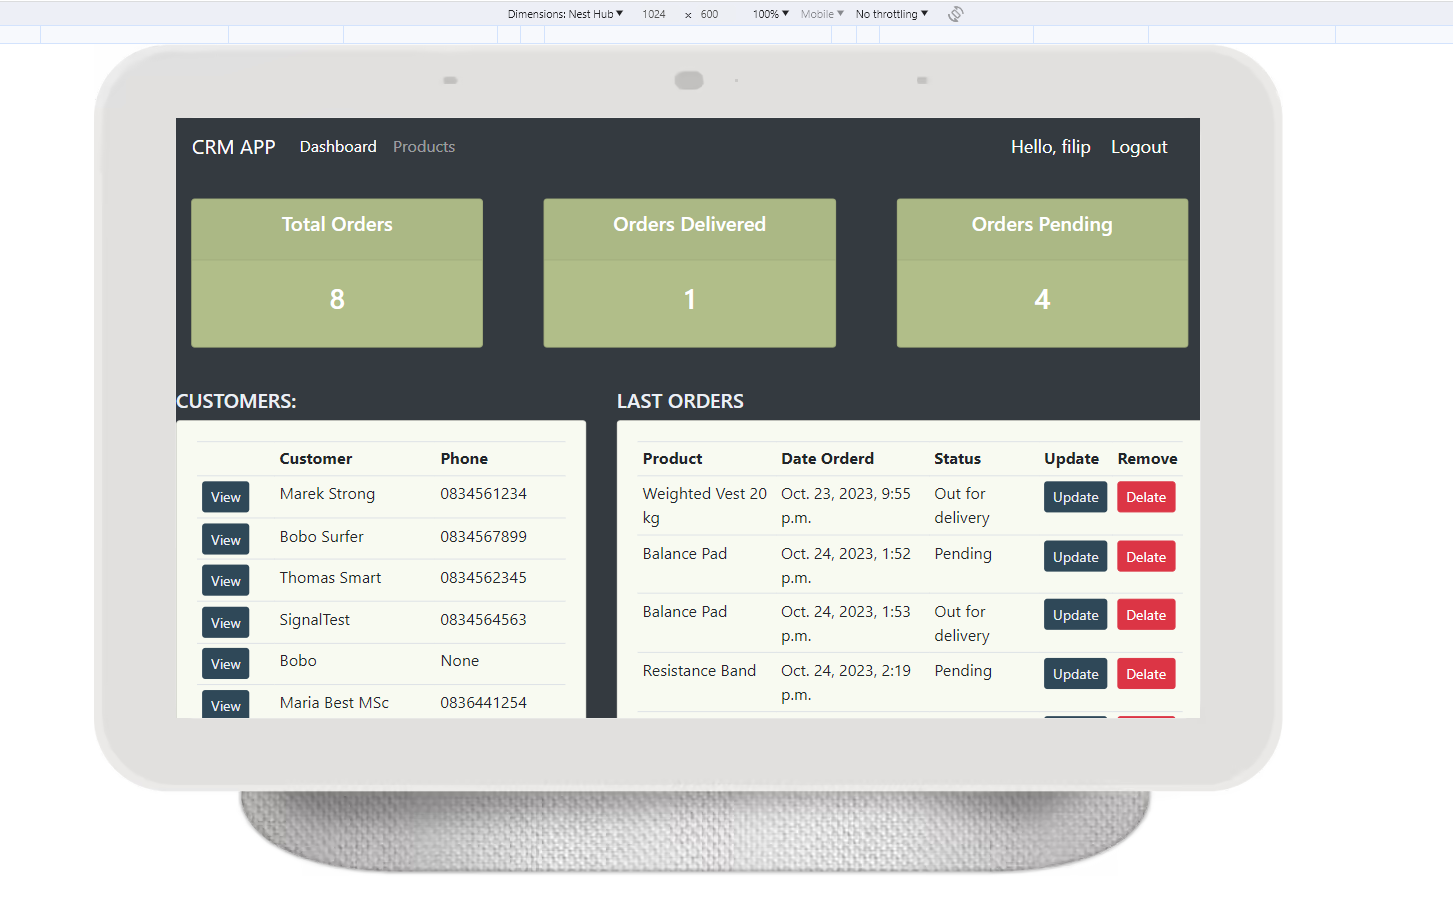 Dimensions: Nest Hub ▼ 1024 x 600 100% ▼ Mobile ▼ No throttling ▼
CRM APP Dashboard Products Hello, filip Logout
Total Orders Orders Delivered Orders Pending
8 1 4
CUSTOMERS:
Customer Phone
View Marek Strong 0834561234
View Bobo Surfer 0834567899
View Thomas Smart 0834562345
View SignalTest 0834564563
View Bobo None
View Maria Best MSc 0836441254
LAST ORDERS
Product Date Orderd Status Update Remove
Weighted Vest 20 Oct. 23, 2023, 9:55 Out for Update Delete
kg p.m. delivery
Balance Pad Oct. 24, 2023, 1:52 Pending Update Delete
p.m.
Balance Pad Oct. 24, 2023, 1:53 Out for Update Delete
p.m. delivery
Resistance Band Oct. 24, 2023, 2:19 Pending Update Delete
p.m.